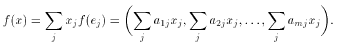 f(x) = \sum_j x_j f(e_j) = \left( \sum_j a_{1j} x_j, \sum_j a_{2j} x_j, \ldots, \sum_j a_{mj} x_j \right).